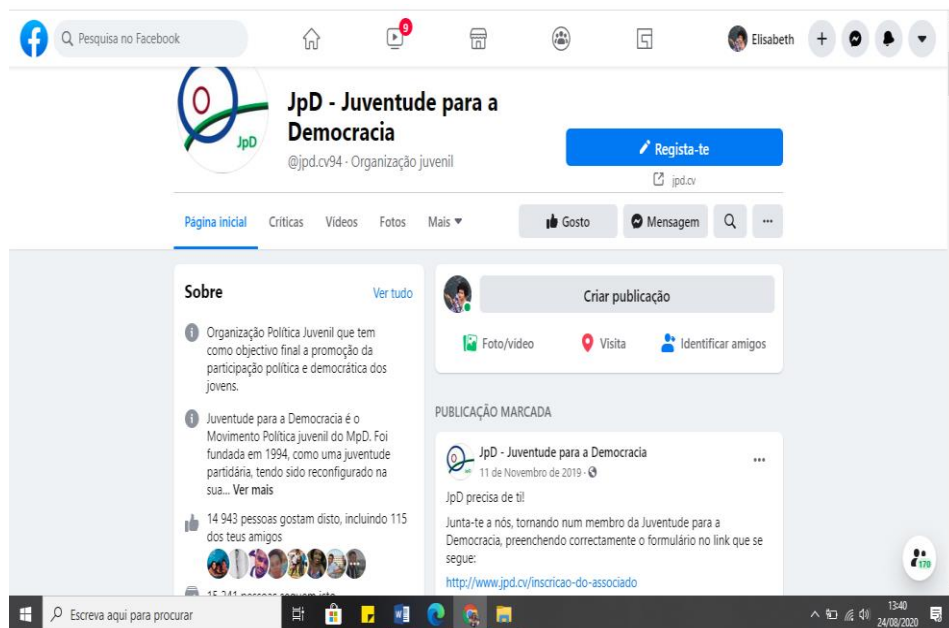 Pesquisa no Facebook
9
Elisabeth
JpD
JpD - Juventude para a
Democracia
@jpd.cv94 · Organização juvenil
Regista-te
jpd.cv
Página inicial
Críticas
Vídeos
Fotos
Mais
Gosto
Mensagem
Sobre
Ver tudo
Organização Política Juvenil que tem
como objectivo final a promoção da
participação política e democrática dos
jovens.
Juventude para a Democracia é o
Movimento Política juvenil do MpD. Foi
fundada em 1994, como uma juventude
partidária, tendo sido reconfigurado na
sua... Ver mais
14 943 pessoas gostam disto, incluindo 115
dos teus amigos
15 241 pessoas seguem isto
Criar publicação
Foto/vídeo
Visita
Identificar amigos
PUBLICAÇÃO MARCADA
JpD - Juventude para a Democracia
11 de Novembro de 2019 ·
JpD precisa de ti!
Junta-te a nós, tornando num membro da Juventude para a
Democracia, preenchendo correctamente o formulário no link que se
segue:
http://www.jpd.cv/inscricao-do-associado
170
Escreva aqui para procurar
13:40
24/08/2020